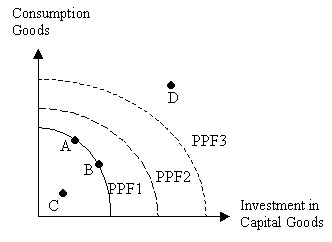 Consumption
Goods
D
PPF3
A
B
PPF2
PPF1
C
Investment in
Capital Goods